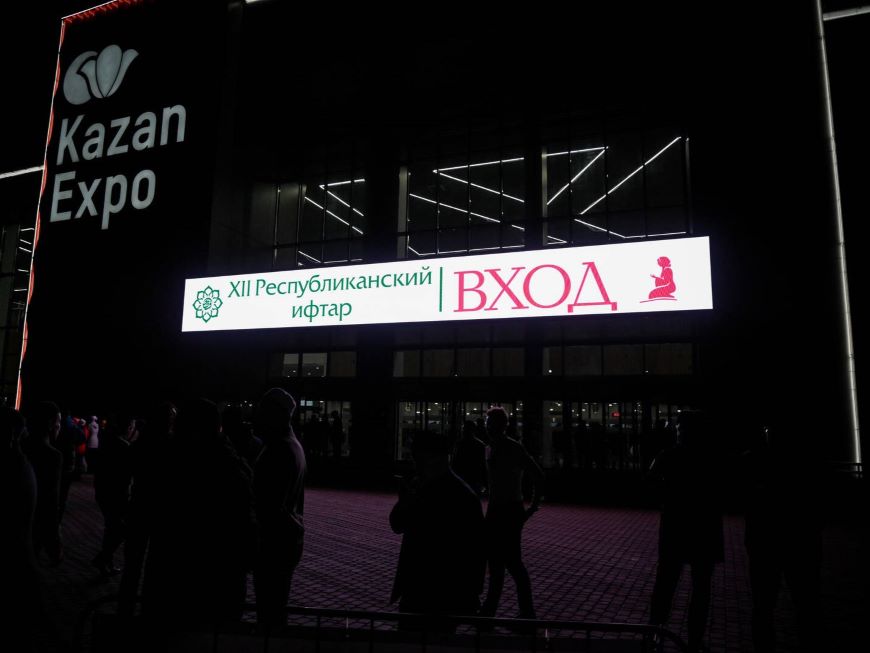 Kazan
Expo
XII Республиканский
ифтар
ВХОД